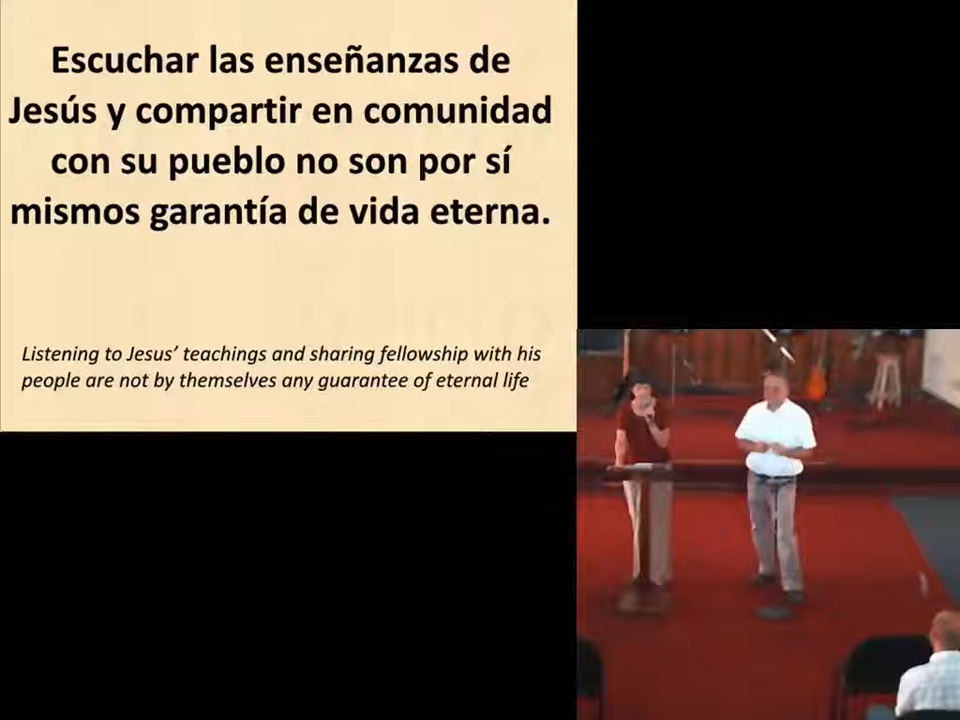 Escuchar las enseñanzas de
Jesús y compartir en comunidad
con su pueblo no son por sí
mismos garantía de vida eterna.
Listening to Jesus’ teachings and sharing fellowship with his
people are not by themselves any guarantee of eternal life